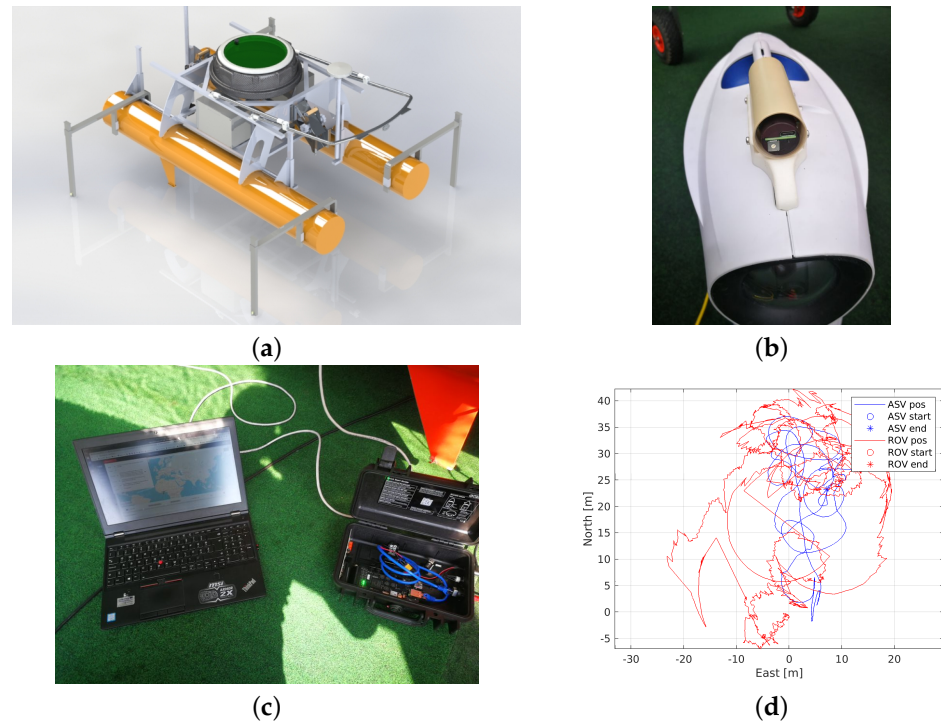 (a)
(b)
2X
ThinkPad
(c)
40
35
30
25
20
15
10
5
0
-5
North [m]
-30
-20
-10
0
10
20
East [m]
ASV pos
ASV start
ASV end
ROV pos
ROV start
ROV end
(d)